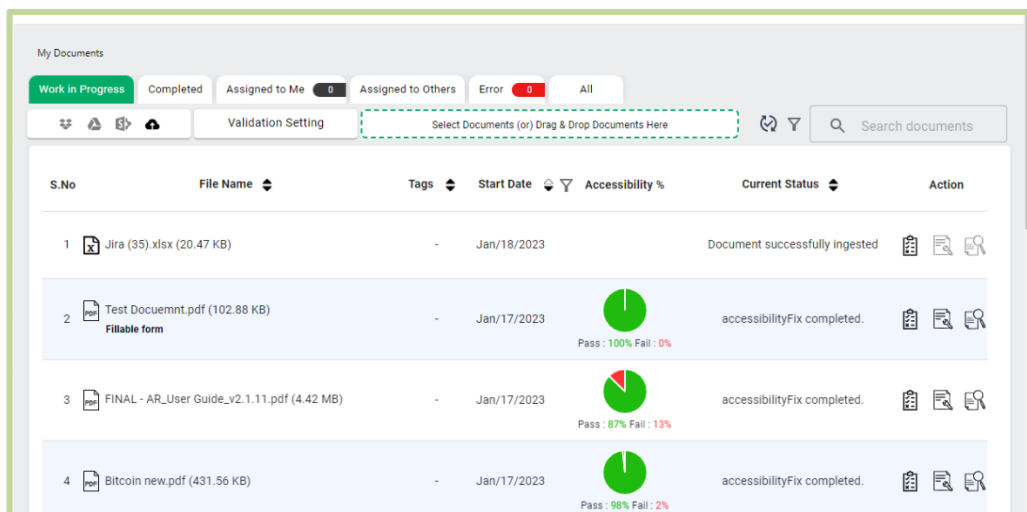 My Documents
Work in Progress Completed Assigned to Me 0 Assigned to Others Error 0 All
Validation Setting Select Documents (or) Drag & Drop Documents Here Search documents
S.No File Name Tags Start Date Accessibility % Current Status Action
1 X Jira (35).xlsx (20.47 KB) - Jan/18/2023 Document successfully ingested
2 PDF Test Docuemnt.pdf (102.88 KB) - Jan/17/2023 accessibilityFix completed.
Fillable form
Pass : 100% Fail : 0%
3 PDF FINAL - AR_User Guide_v2.1.11.pdf (4.42 MB) - Jan/17/2023 accessibilityFix completed.
Pass : 87% Fail : 13%
4 PDF Bitcoin new.pdf (431.56 KB) - Jan/17/2023 accessibilityFix completed.
Pass : 98% Fail : 2%